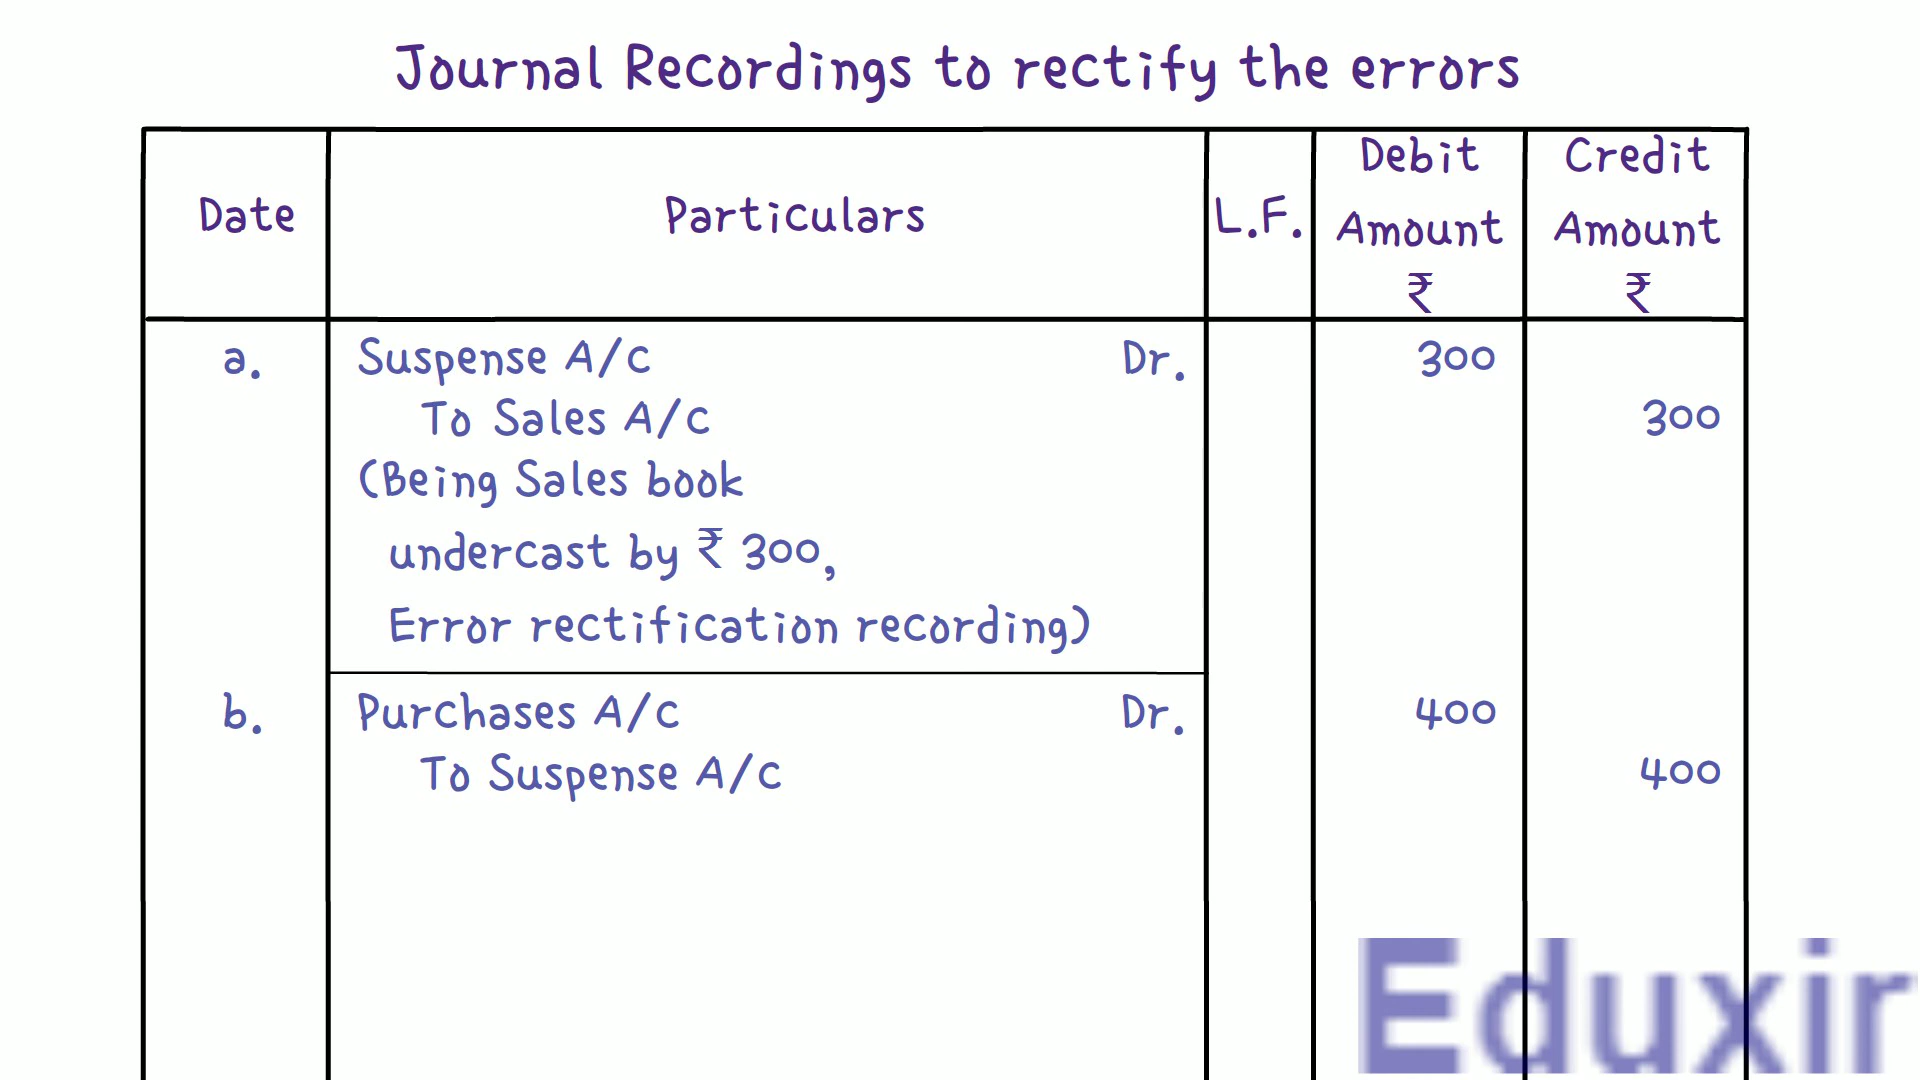 Journal Recordings to rectify the errors
Date Particulars L.F. Debit Amount ₹ Credit Amount ₹
a. Suspense A/c Dr. 300
To Sales A/c 300
(Being Sales book
undercast by ₹ 300,
Error rectification recording)
b. Purchases A/c Dr. 400
To Suspense A/c 400
Eduxir